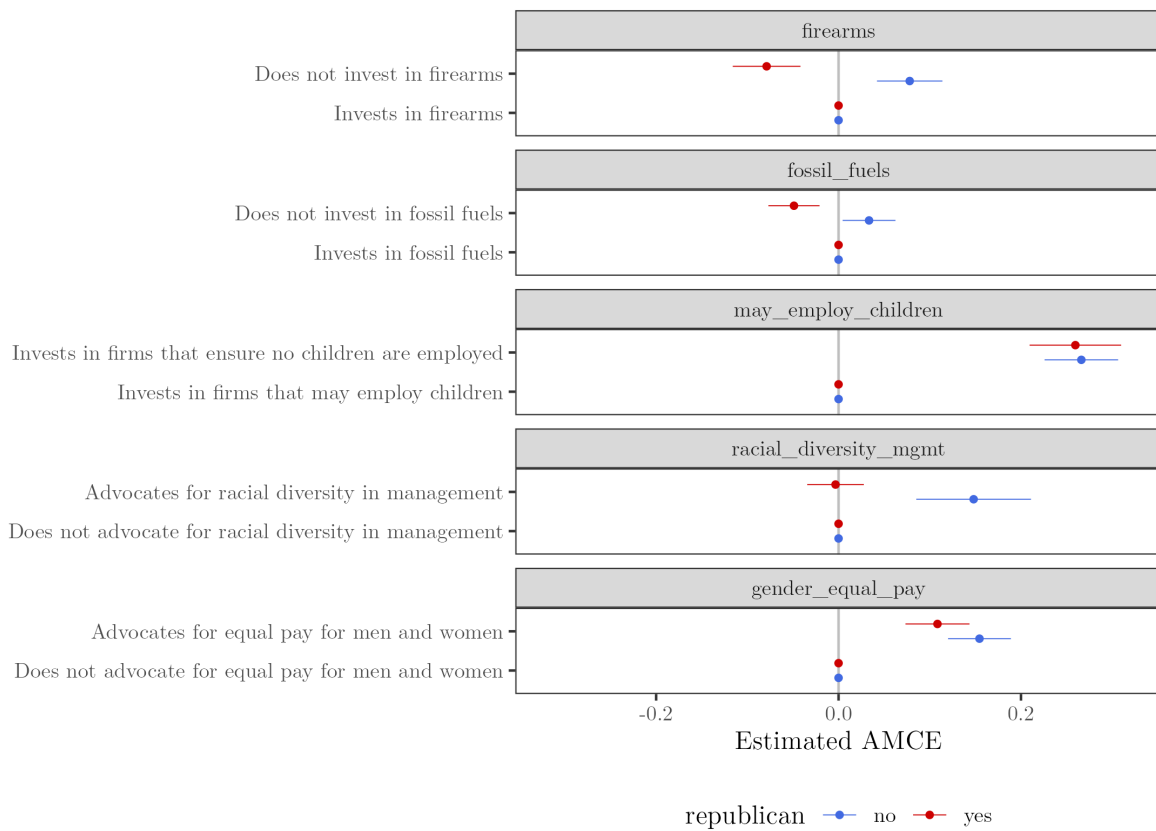 firearms
Does not invest in firearms
Invests in firearms
fossil_fuels
Does not invest in fossil fuels
Invests in fossil fuels
may_employ_children
Invests in firms that ensure no children are employed
Invests in firms that may employ children
racial_diversity_mgmt
Advocates for racial diversity in management
Does not advocate for racial diversity in management
gender_equal_pay
Advocates for equal pay for men and women
Does not advocate for equal pay for men and women
-0.2 0.0 0.2
Estimated AMCE
republican no yes